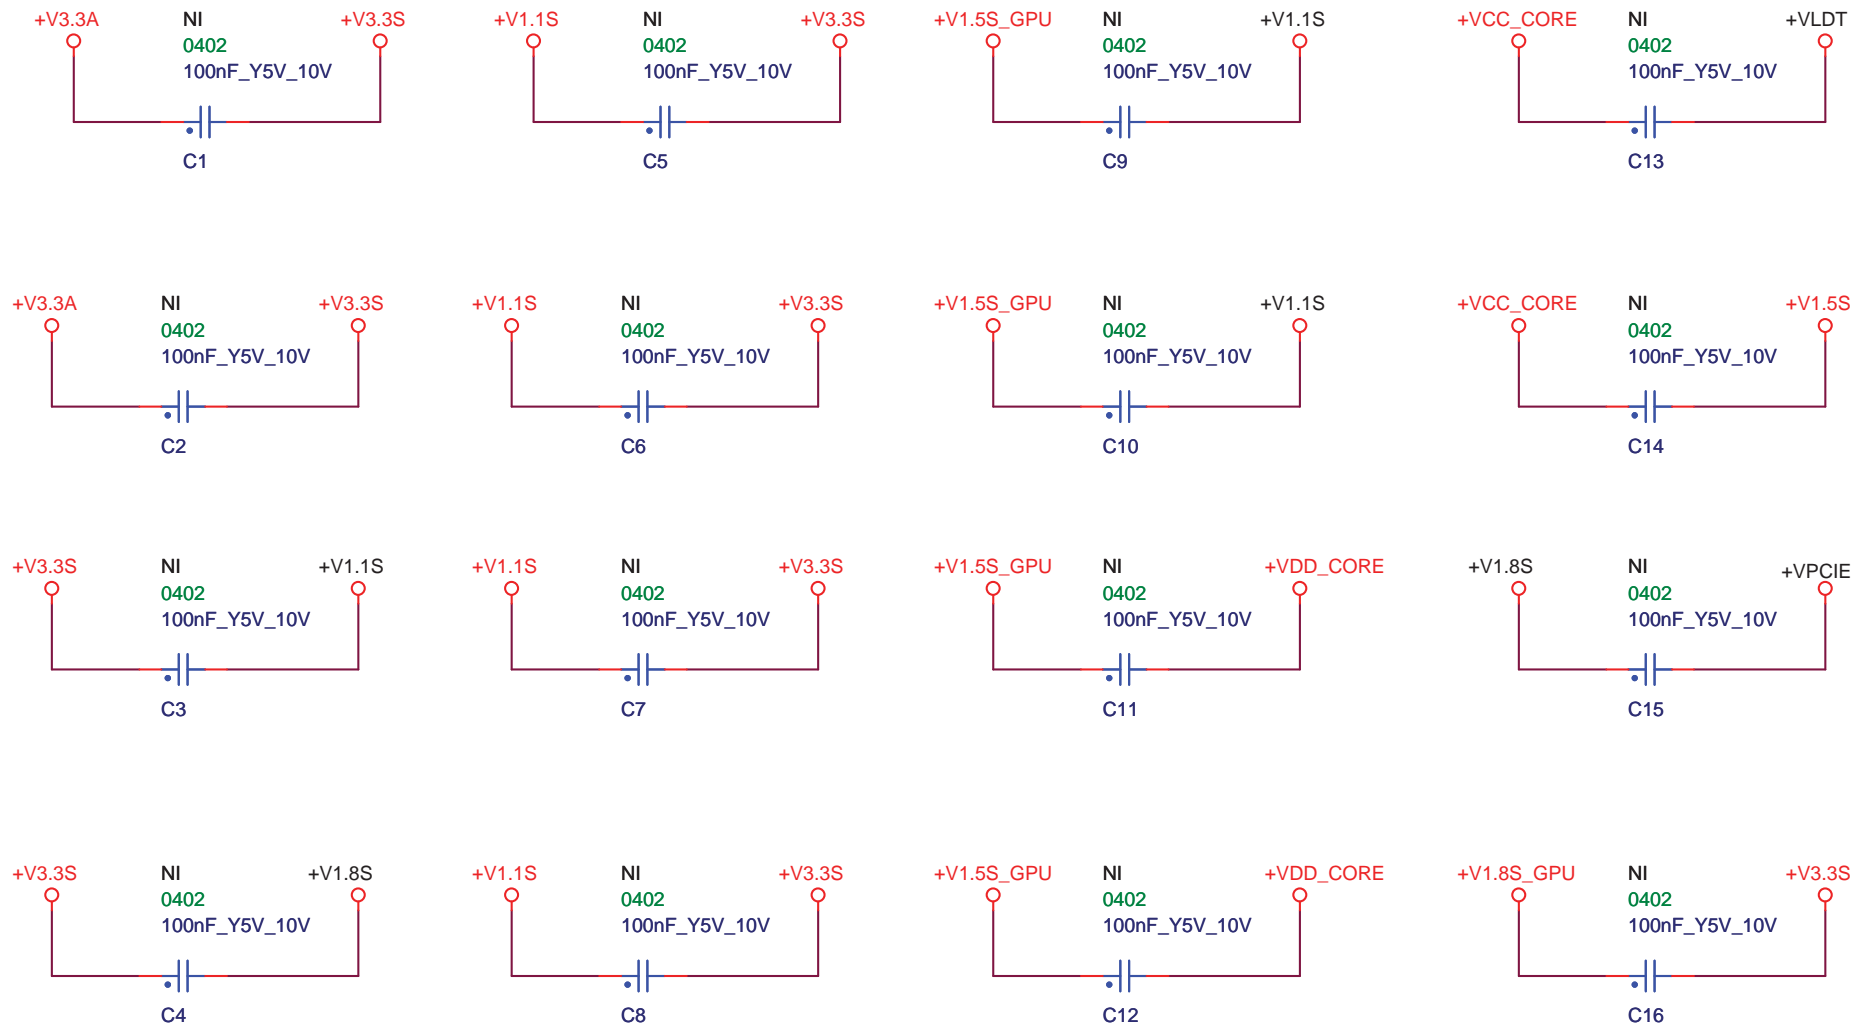 +V3.3A NI +V3.3S
0402
100nF_Y5V_10V
C1
+V1.1S NI +V3.3S
0402
100nF_Y5V_10V
C5
+V1.5S_GPU NI +V1.1S
0402
100nF_Y5V_10V
C9
+VCC_CORE NI +VLDT
0402
100nF_Y5V_10V
C13
+V3.3A NI +V3.3S
0402
100nF_Y5V_10V
C2
+V1.1S NI +V3.3S
0402
100nF_Y5V_10V
C6
+V1.5S_GPU NI +V1.1S
0402
100nF_Y5V_10V
C10
+VCC_CORE NI +V1.5S
0402
100nF_Y5V_10V
C14
+V3.3S NI +V1.1S
0402
100nF_Y5V_10V
C3
+V1.1S NI +V3.3S
0402
100nF_Y5V_10V
C7
+V1.5S_GPU NI +VDD_CORE
0402
100nF_Y5V_10V
C11
+V1.8S NI +VPCIE
0402
100nF_Y5V_10V
C15
+V3.3S NI +V1.8S
0402
100nF_Y5V_10V
C4
+V1.1S NI +V3.3S
0402
100nF_Y5V_10V
C8
+V1.5S_GPU NI +VDD_CORE
0402
100nF_Y5V_10V
C12
+V1.8S_GPU NI +V3.3S
0402
100nF_Y5V_10V
C16